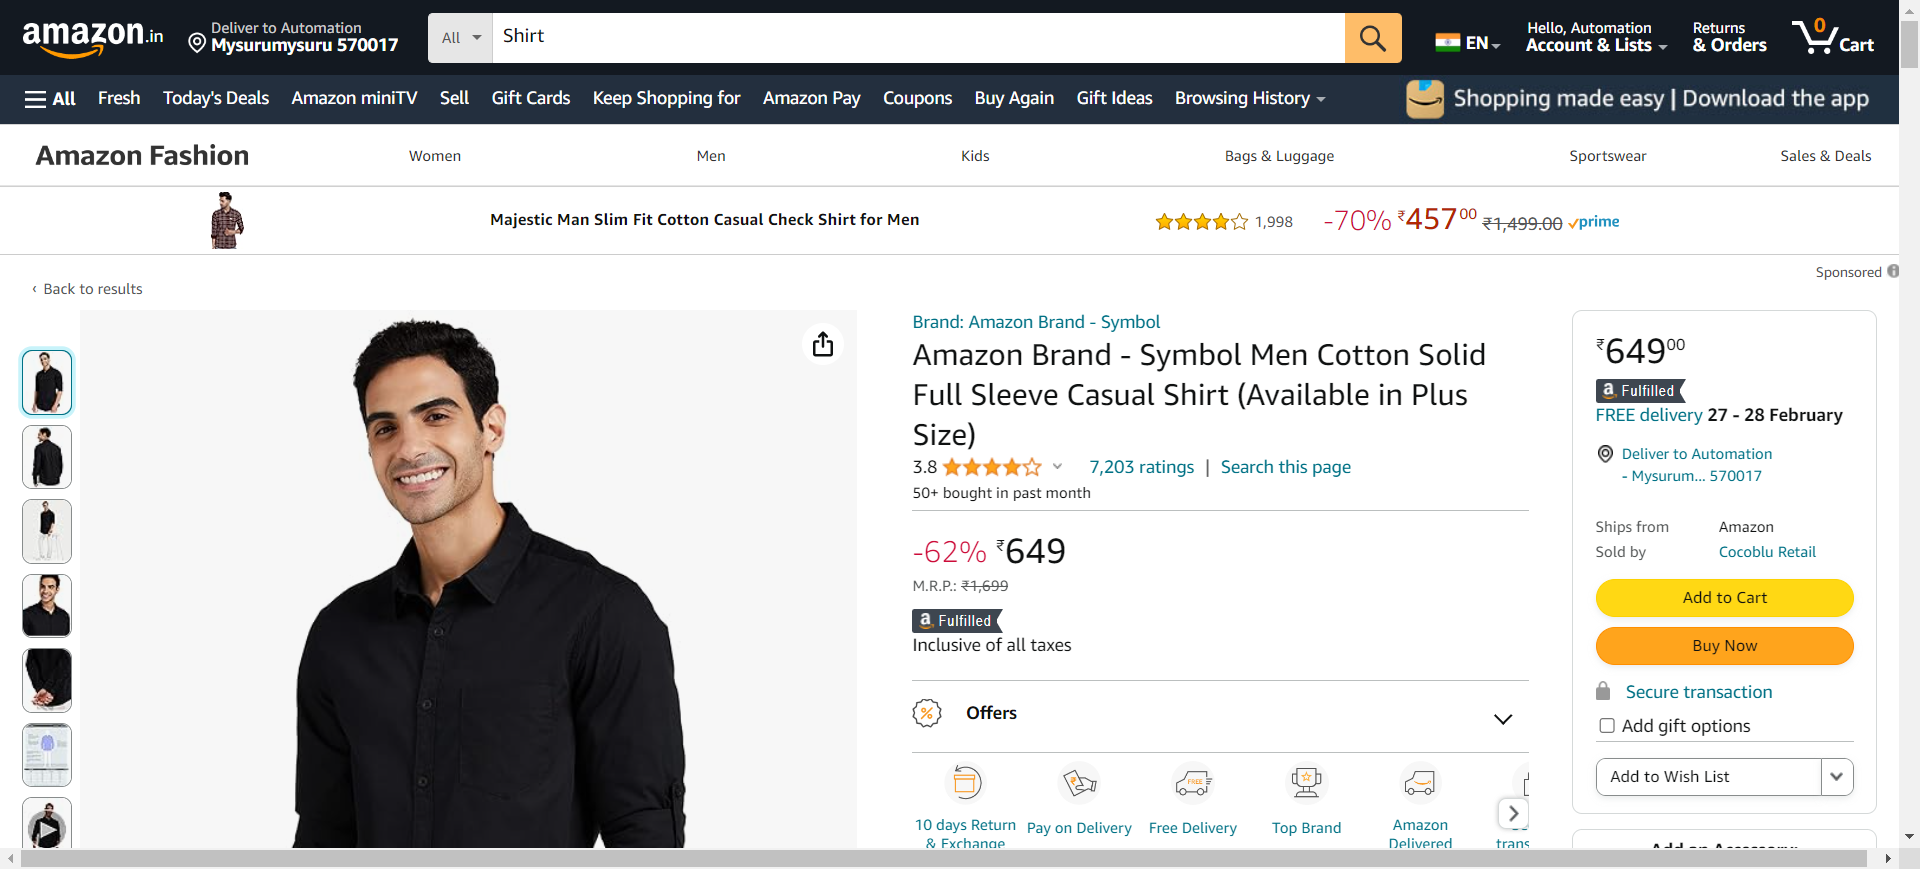 amazon.in
Deliver to Automation
Mysurumysuru 570017
All
Shirt
EN
Hello, Automation
Account & Lists
Returns
& Orders
0
Cart
All
Fresh
Today's Deals
Amazon miniTV
Sell
Gift Cards
Keep Shopping for
Amazon Pay
Coupons
Buy Again
Gift Ideas
Browsing History
Shopping made easy | Download the app
Amazon Fashion
Women
Men
Kids
Bags & Luggage
Sportswear
Sales & Deals
Majestic Man Slim Fit Cotton Casual Check Shirt for Men
1,998
-70% ₹45700 ₹1,499.00 prime
Sponsored
‹ Back to results
Brand: Amazon Brand - Symbol
Amazon Brand - Symbol Men Cotton Solid
Full Sleeve Casual Shirt (Available in Plus
Size)
3.8
7,203 ratings | Search this page
50+ bought in past month
-62% ₹649
M.R.P.: ₹1,699
a Fulfilled
Inclusive of all taxes
% Offers
10 days Return
& Exchange
Pay on Delivery
FREE
Free Delivery
Top Brand
Amazon
Delivered
trans
₹64900
a Fulfilled
FREE delivery 27 - 28 February
Deliver to Automation
- Mysurum... 570017
Ships from Amazon
Sold by Cocoblu Retail
Add to Cart
Buy Now
Secure transaction
Add gift options
Add to Wish List
Add an Accessory: